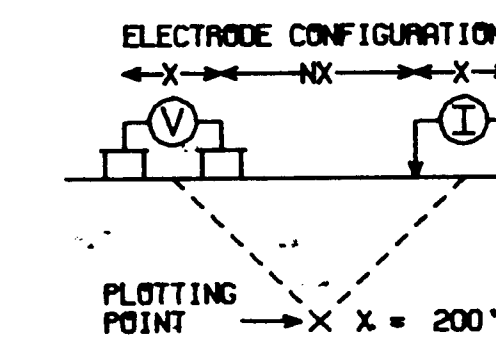 ELECTRODE CONFIGURATION
X NX X
V I
PLOTTING
POINT X X = 200'